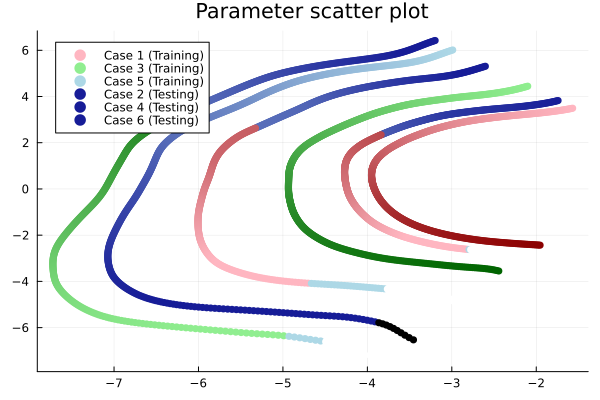 Parameter scatter plot
Case 1 (Training)
Case 3 (Training)
Case 5 (Training)
Case 2 (Testing)
Case 4 (Testing)
Case 6 (Testing)
6
4
2
0
−2
−4
−6
−7 −6 −5 −4 −3 −2